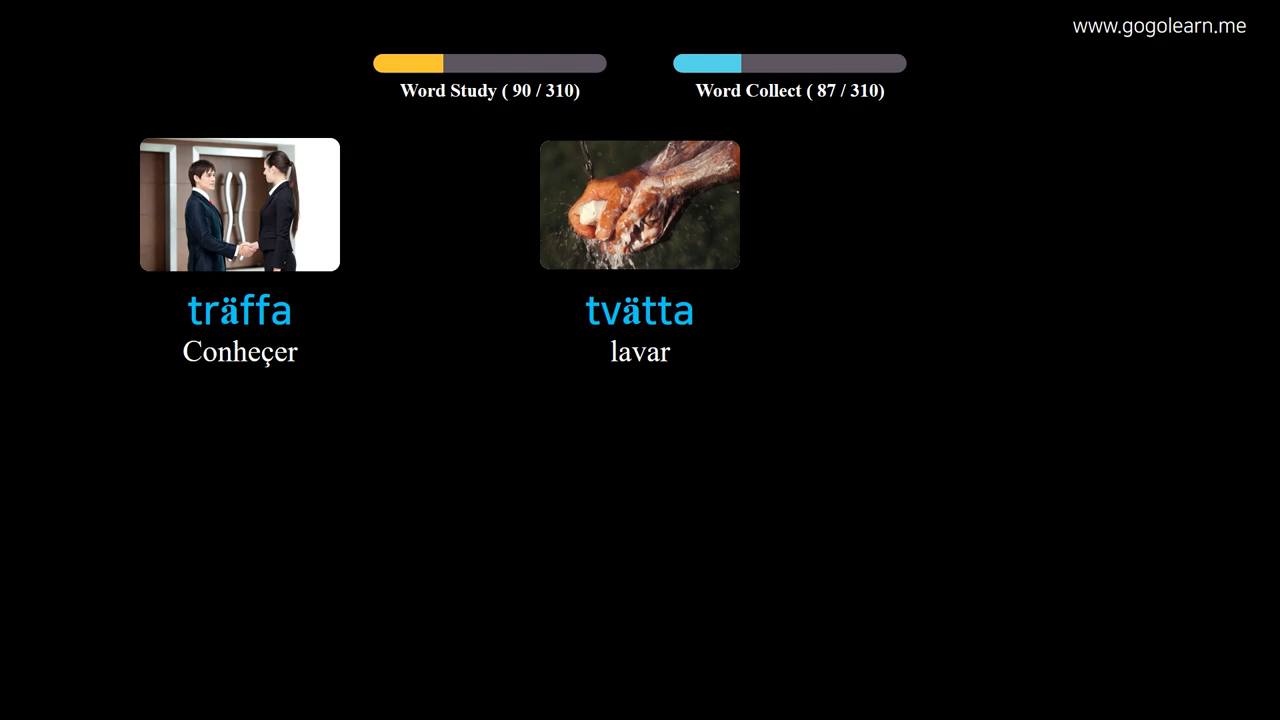 www.gogolearn.me
Word Study ( 90 / 310)
Word Collect ( 87 / 310)
träffa
Conheçer
tvätta
lavar